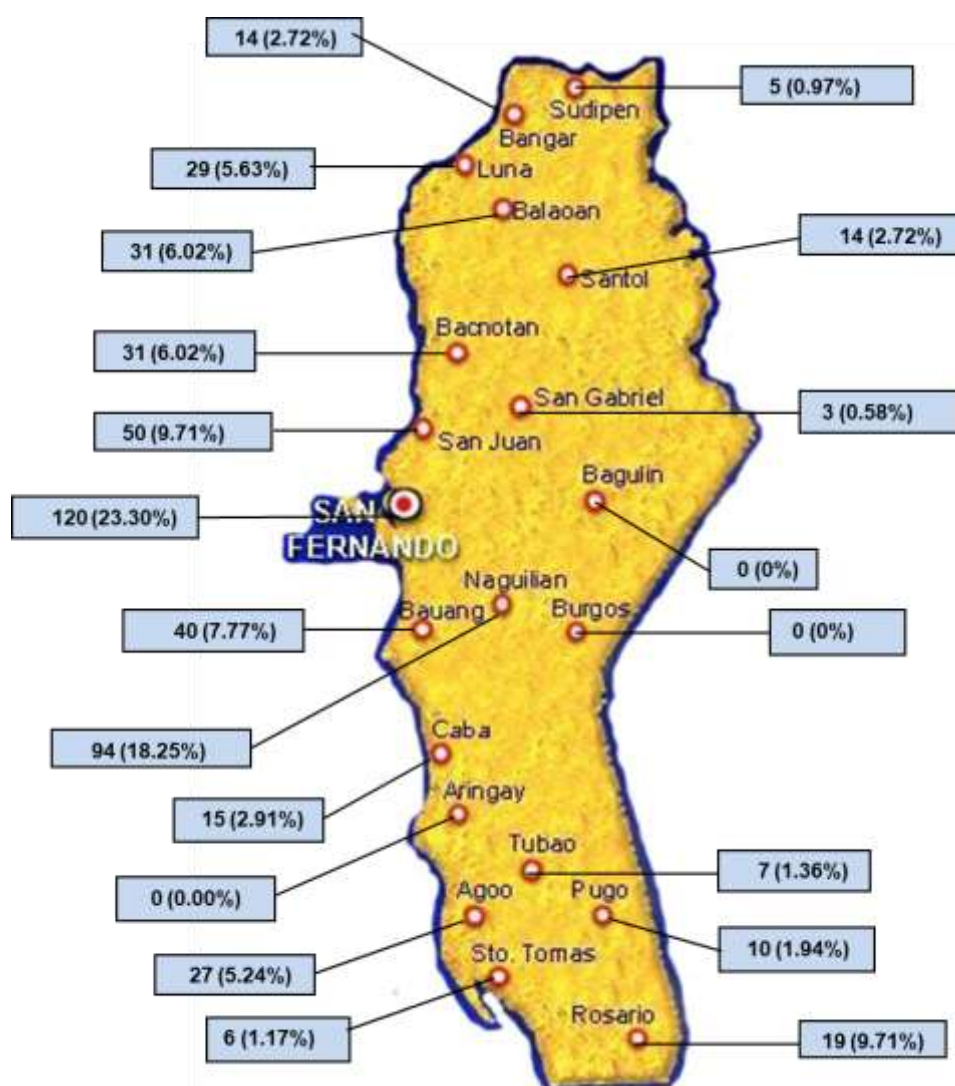 14 (2.72%)
5 (0.97%)
Sudipen
Bangar
29 (5.63%)
Luna
Balaoan
31 (6.02%)
14 (2.72%)
Santol
Bacnotan
31 (6.02%)
San Gabriel
3 (0.58%)
50 (9.71%)
San Juan
Bagulin
120 (23.30%)
SAN
FERNANDO
0 (0%)
Naguilian
Bauang
Burgos
40 (7.77%)
0 (0%)
Caba
94 (18.25%)
Aringay
15 (2.91%)
Tubao
7 (1.36%)
0 (0.00%)
Agoo
Pugo
10 (1.94%)
Sto. Tomas
27 (5.24%)
Rosario
6 (1.17%)
19 (9.71%)